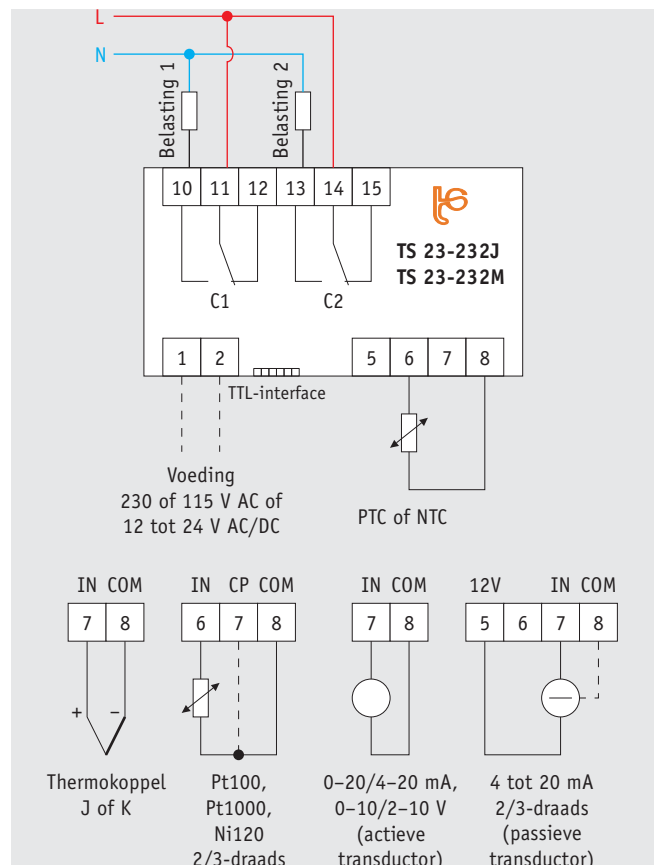 L
N
Belasting 1
Belasting 2
10 11 12 13 14 15
TS 23-232J
TS 23-232M
C1 C2
1 2 5 6 7 8
TTL-interface
Voeding
230 of 115 V AC of
12 tot 24 V AC/DC
PTC of NTC
IN COM
7 8
+ –
Thermokoppel
J of K
IN CP COM
6 7 8
Pt100,
Pt1000,
Ni120
2/3-draads
IN COM
7 8
0–20/4–20 mA,
0–10/2–10 V
(actieve
transductor)
12V IN COM
5 6 7 8
4 tot 20 mA
2/3-draads
(passieve
transductor)